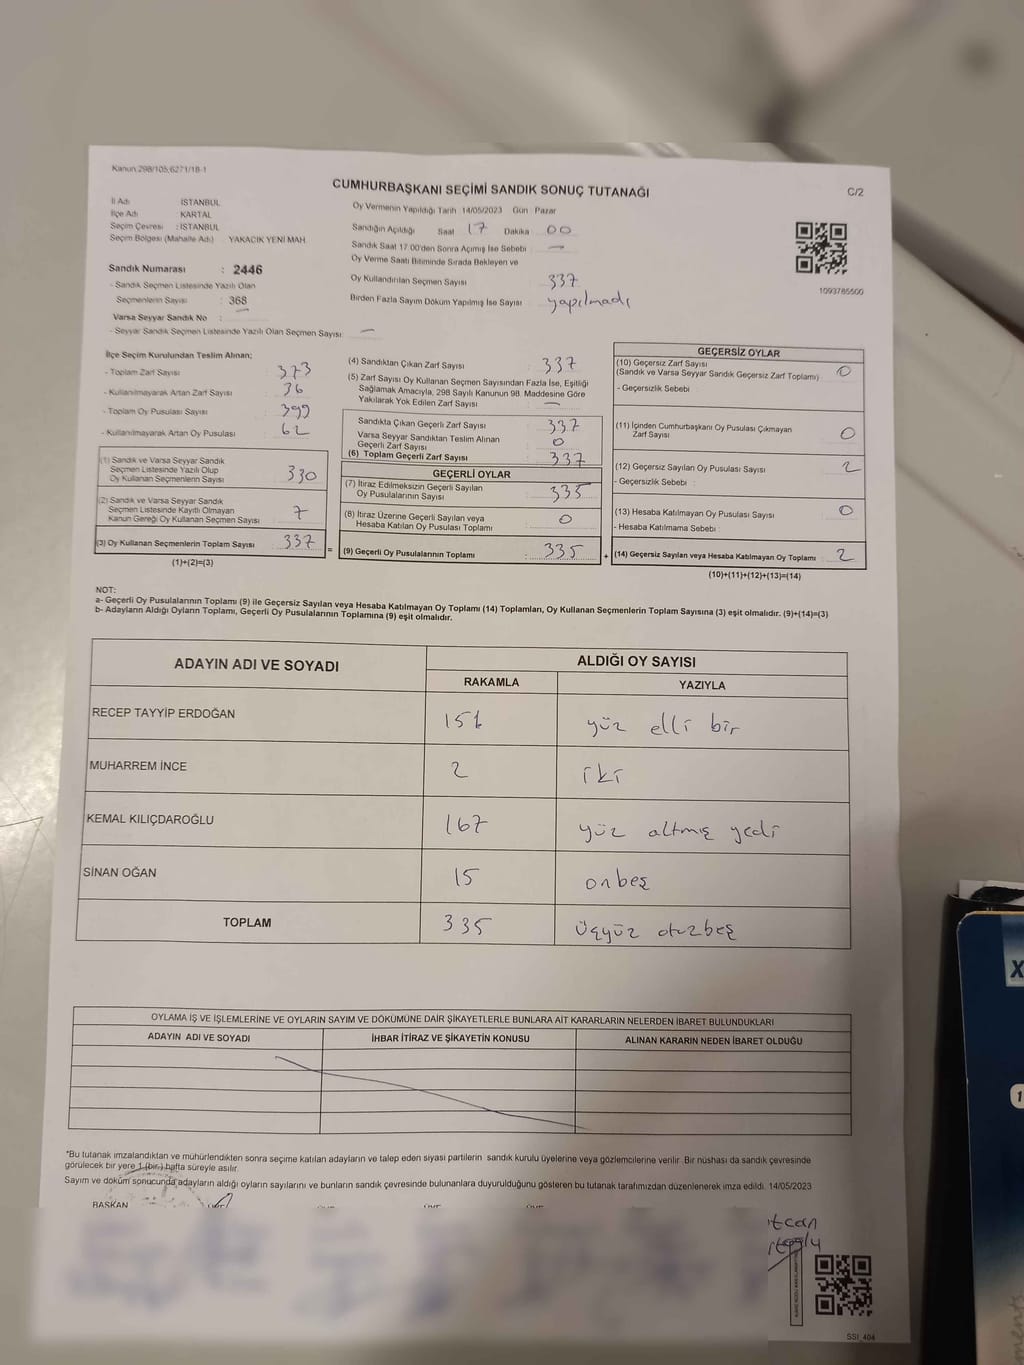 Kanun:298/105;6271/18-1
CUMHURBAŞKANI SEÇİMİ SANDIK SONUÇ TUTANAĞI
C/2
İl Adı : İSTANBUL
İlçe Adı : KARTAL
Seçim Çevresi : İSTANBUL
Seçim Bölgesi (Mahalle Adı) : YAKACIK YENİ MAH.
Sandık Numarası : 2446
- Sandık Seçmen Listesinde Yazılı Olan
Seçmenlerin Sayısı : 368
Varsa Seyyar Sandık No :
- Seyyar Sandık Seçmen Listesinde Yazılı Olan Seçmen Sayısı: —
Oy Vermenin Yapıldığı Tarih 14/05/2023 Gün : Pazar
Sandığın Açıldığı Saat 17 Dakika 00
Sandık Saat 17:00'den Sonra Açımış İse Sebebi : —
Oy Verme Saati Bitiminde Sırada Bekleyen ve
Oy Kullandırılan Seçmen Sayısı : 337
Birden Fazla Sayım Döküm Yapılmış İse Sayısı : yapılmadı
1093785500
İlçe Seçim Kurulundan Teslim Alınan;
- Toplam Zarf Sayısı : 373
- Kullanılmayarak Artan Zarf Sayısı : 36
- Toplam Oy Pusulası Sayısı : 399
- Kullanılmayarak Artan Oy Pusulası : 62
(1) Sandık ve Varsa Seyyar Sandık
Seçmen Listesinde Yazılı Olup
Oy Kullanan Seçmenlerin Sayısı : 330
(2) Sandık ve Varsa Seyyar Sandık
Seçmen Listesinde Kayıtlı Olmayan
Kanun Gereği Oy Kullanan Seçmen Sayısı : 7
(3) Oy Kullanan Seçmenlerin Toplam Sayısı : 337
(1)+(2)=(3)
(4) Sandıktan Çıkan Zarf Sayısı : 337
(5) Zarf Sayısı Oy Kullanan Seçmen Sayısından Fazla İse, Eşitliği
Sağlamak Amacıyla, 298 Sayılı Kanunun 98. Maddesine Göre
Yakılarak Yok Edilen Zarf Sayısı : —
Sandıkta Çıkan Geçerli Zarf Sayısı : 337
Varsa Seyyar Sandıktan Teslim Alınan
Geçerli Zarf Sayısı : 0
(6) Toplam Geçerli Zarf Sayısı : 337
GEÇERLİ OYLAR
(7) İtiraz Edilmeksizin Geçerli Sayılan
Oy Pusulalarının Sayısı : 335
(8) İtiraz Üzerine Geçerli Sayılan veya
Hesaba Katılan Oy Pusulası Toplamı : 0
= (9) Geçerli Oy Pusulalarının Toplamı : 335
GEÇERSİZ OYLAR
(10) Geçersiz Zarf Sayısı
(Sandık ve Varsa Seyyar Sandık Geçersiz Zarf Toplamı) : 0
- Geçersizlik Sebebi :
(11) İçinden Cumhurbaşkanı Oy Pusulası Çıkmayan
Zarf Sayısı : 0
(12) Geçersiz Sayılan Oy Pusulası Sayısı : 2
- Geçersizlik Sebebi :
(13) Hesaba Katılmayan Oy Pusulası Sayısı : 0
- Hesaba Katılmama Sebebi :
+ (14) Geçersiz Sayılan veya Hesaba Katılmayan Oy Toplamı : 2
(10)+(11)+(12)+(13)=(14)
NOT:
a- Geçerli Oy Pusulalarının Toplamı (9) ile Geçersiz Sayılan veya Hesaba Katılmayan Oy Toplamı (14) Toplamları, Oy Kullanan Seçmenlerin Toplam Sayısına (3) eşit olmalıdır. (9)+(14)=(3)
b- Adayların Aldığı Oyların Toplamı, Geçerli Oy Pusulalarının Toplamına (9) eşit olmalıdır.
ADAYIN ADI VE SOYADI
ALDIĞI OY SAYISI
RAKAMLA YAZIYLA
RECEP TAYYİP ERDOĞAN 151 yüz elli bir
MUHARREM İNCE 2 iki
KEMAL KILIÇDAROĞLU 167 yüz altmış yedi
SİNAN OĞAN 15 onbeş
TOPLAM 335 üçyüz otuzbeş
OYLAMA İŞ VE İŞLEMLERİNE VE OYLARIN SAYIM VE DÖKÜMÜNE DAİR ŞİKAYETLERLE BUNLARA AİT KARARLARIN NELERDEN İBARET BULUNDUKLARI
ADAYIN ADI VE SOYADI İHBAR İTİRAZ VE ŞİKAYETİN KONUSU ALINAN KARARIN NEDEN İBARET OLDUĞU
*Bu tutanak imzalandıktan ve mühürlendikten sonra seçime katılan adayların ve talep eden siyasi partilerin sandık kurulu üyelerine veya gözlemcilerine verilir. Bir nüshası da sandık çevresinde
görülecek bir yere 1 (bir) hafta süreyle asılır.
Sayım ve döküm sonucunda adayların aldığı oyların sayılarını ve bunların sandık çevresinde bulunanlara duyurulduğunu gösteren bu tutanak tarafımızdan düzenlenerek imza edildi. 14/05/2023
BAŞKAN
SSI_404
X
1